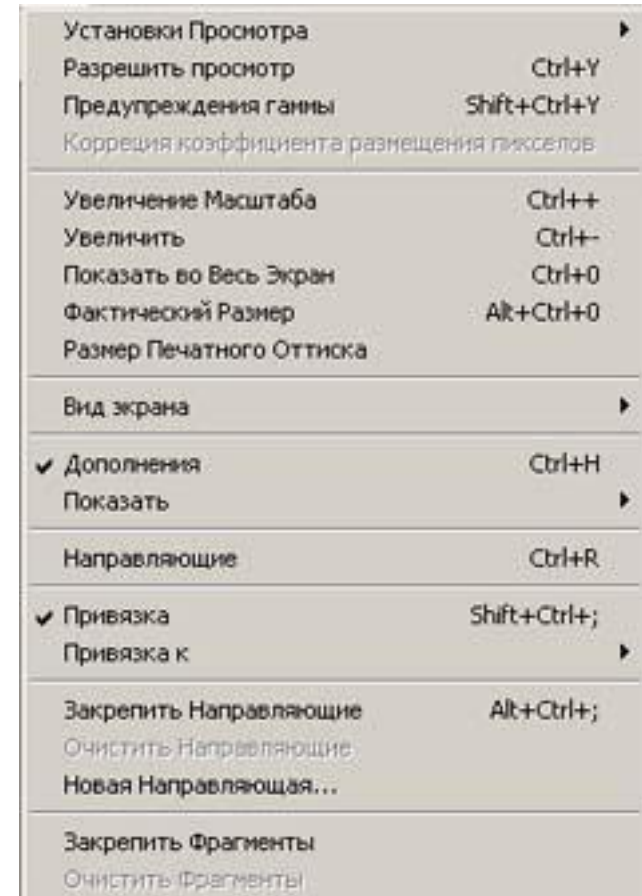 Установки Просмотра
Разрешить просмотр Ctrl+Y
Предупреждения гаммы Shift+Ctrl+Y
Коррeция коэффициента размещения пикселов
Увеличение Масштаба Ctrl++
Увеличить Ctrl+-
Показать во Весь Экран Ctrl+0
Фактический Размер Alt+Ctrl+0
Размер Печатного Оттиска
Вид экрана
Дополнения Ctrl+H
Показать
Направляющие Ctrl+R
Привязка Shift+Ctrl+;
Привязка к
Закрепить Направляющие Alt+Ctrl+;
Очистить Направляющие
Новая Направляющая...
Закрепить Фрагменты
Очистить Фрагменты